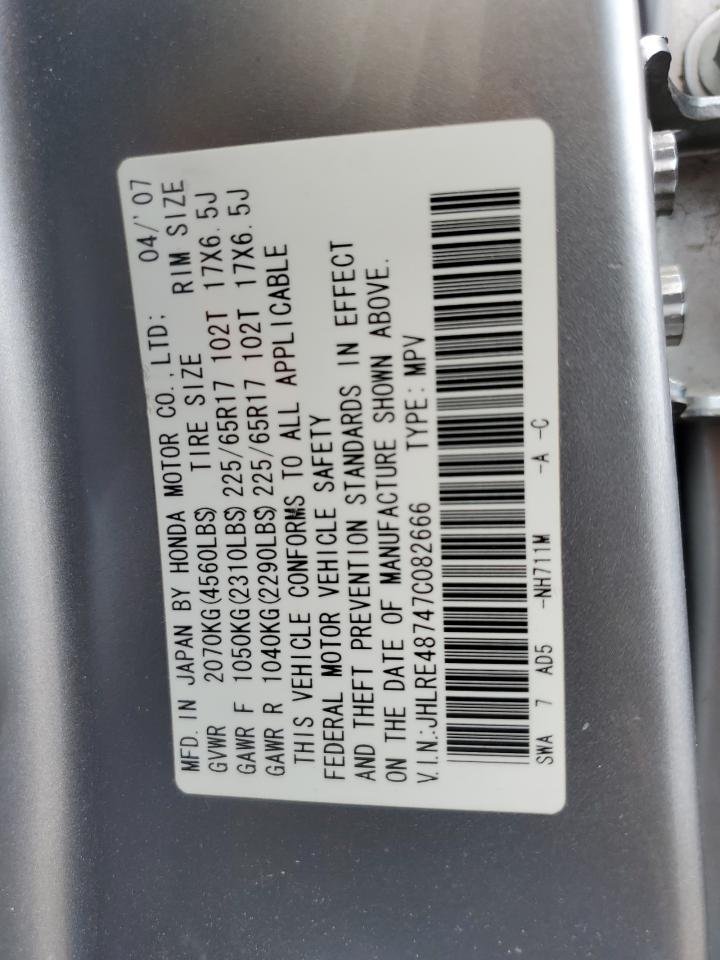 MFD. IN JAPAN BY HONDA MOTOR CO., LTD: 04/'07
GVWR 2070KG(4560LBS) TIRE SIZE RIM SIZE
GAWR F 1050KG(2310LBS) 225/65R17 102T 17X6.5J
GAWR R 1040KG(2290LBS) 225/65R17 102T 17X6.5J
THIS VEHICLE CONFORMS TO ALL APPLICABLE
FEDERAL MOTOR VEHICLE SAFETY
AND THEFT PREVENTION STANDARDS IN EFFECT
ON THE DATE OF MANUFACTURE SHOWN ABOVE.
V.I.N.:JHLRE48747C082666 TYPE: MPV
SWA 7 AD5 -NH711M -A -C